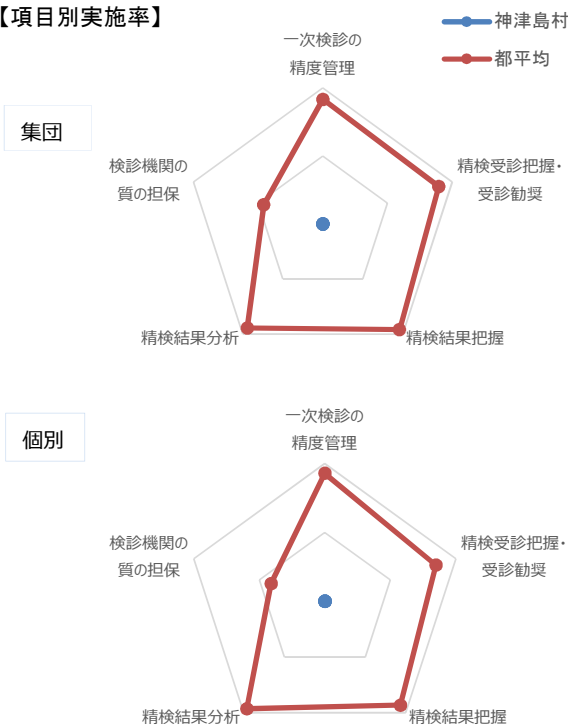 【項目別実施率】
神津島村
都平均
集団
一次検診の
精度管理
精検受診把握・
受診勧奨
精検結果把握
精検結果分析
検診機関の
質の担保
個別
一次検診の
精度管理
精検受診把握・
受診勧奨
精検結果把握
精検結果分析
検診機関の
質の担保